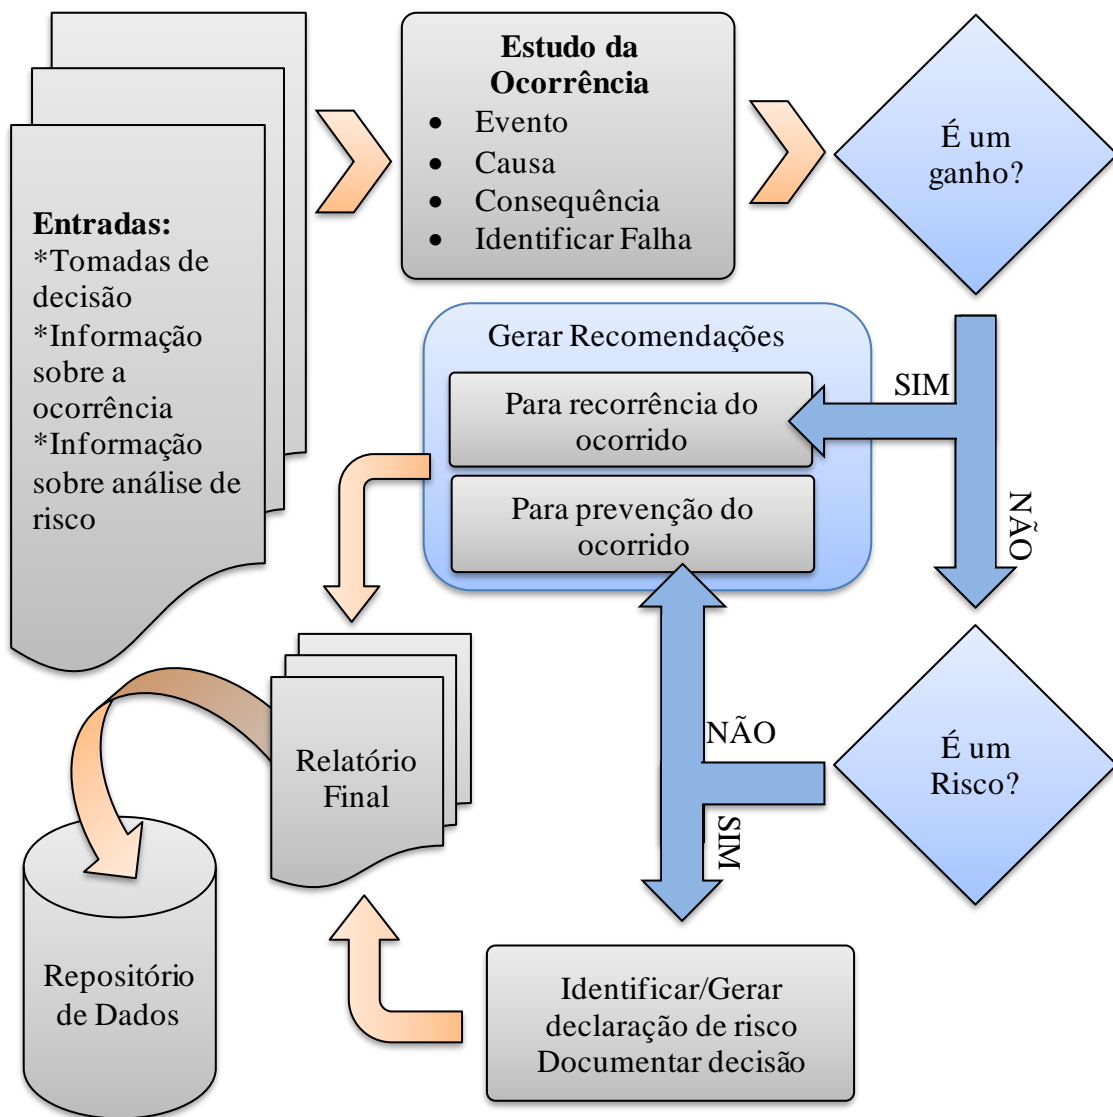 Entradas:
*Tomadas de
decisão
*Informação
sobre a
ocorrência
*Informação
sobre análise de
risco
Estudo da
Ocorrência
• Evento
• Causa
• Consequência
• Identificar Falha
É um
ganho?
Gerar Recomendações
Para recorrência do
ocorrido
Para prevenção do
ocorrido
SIM
NÃO
É um
Risco?
NÃO
SIM
Relatório
Final
Repositório
de Dados
Identificar/Gerar
declaração de risco
Documentar decisão